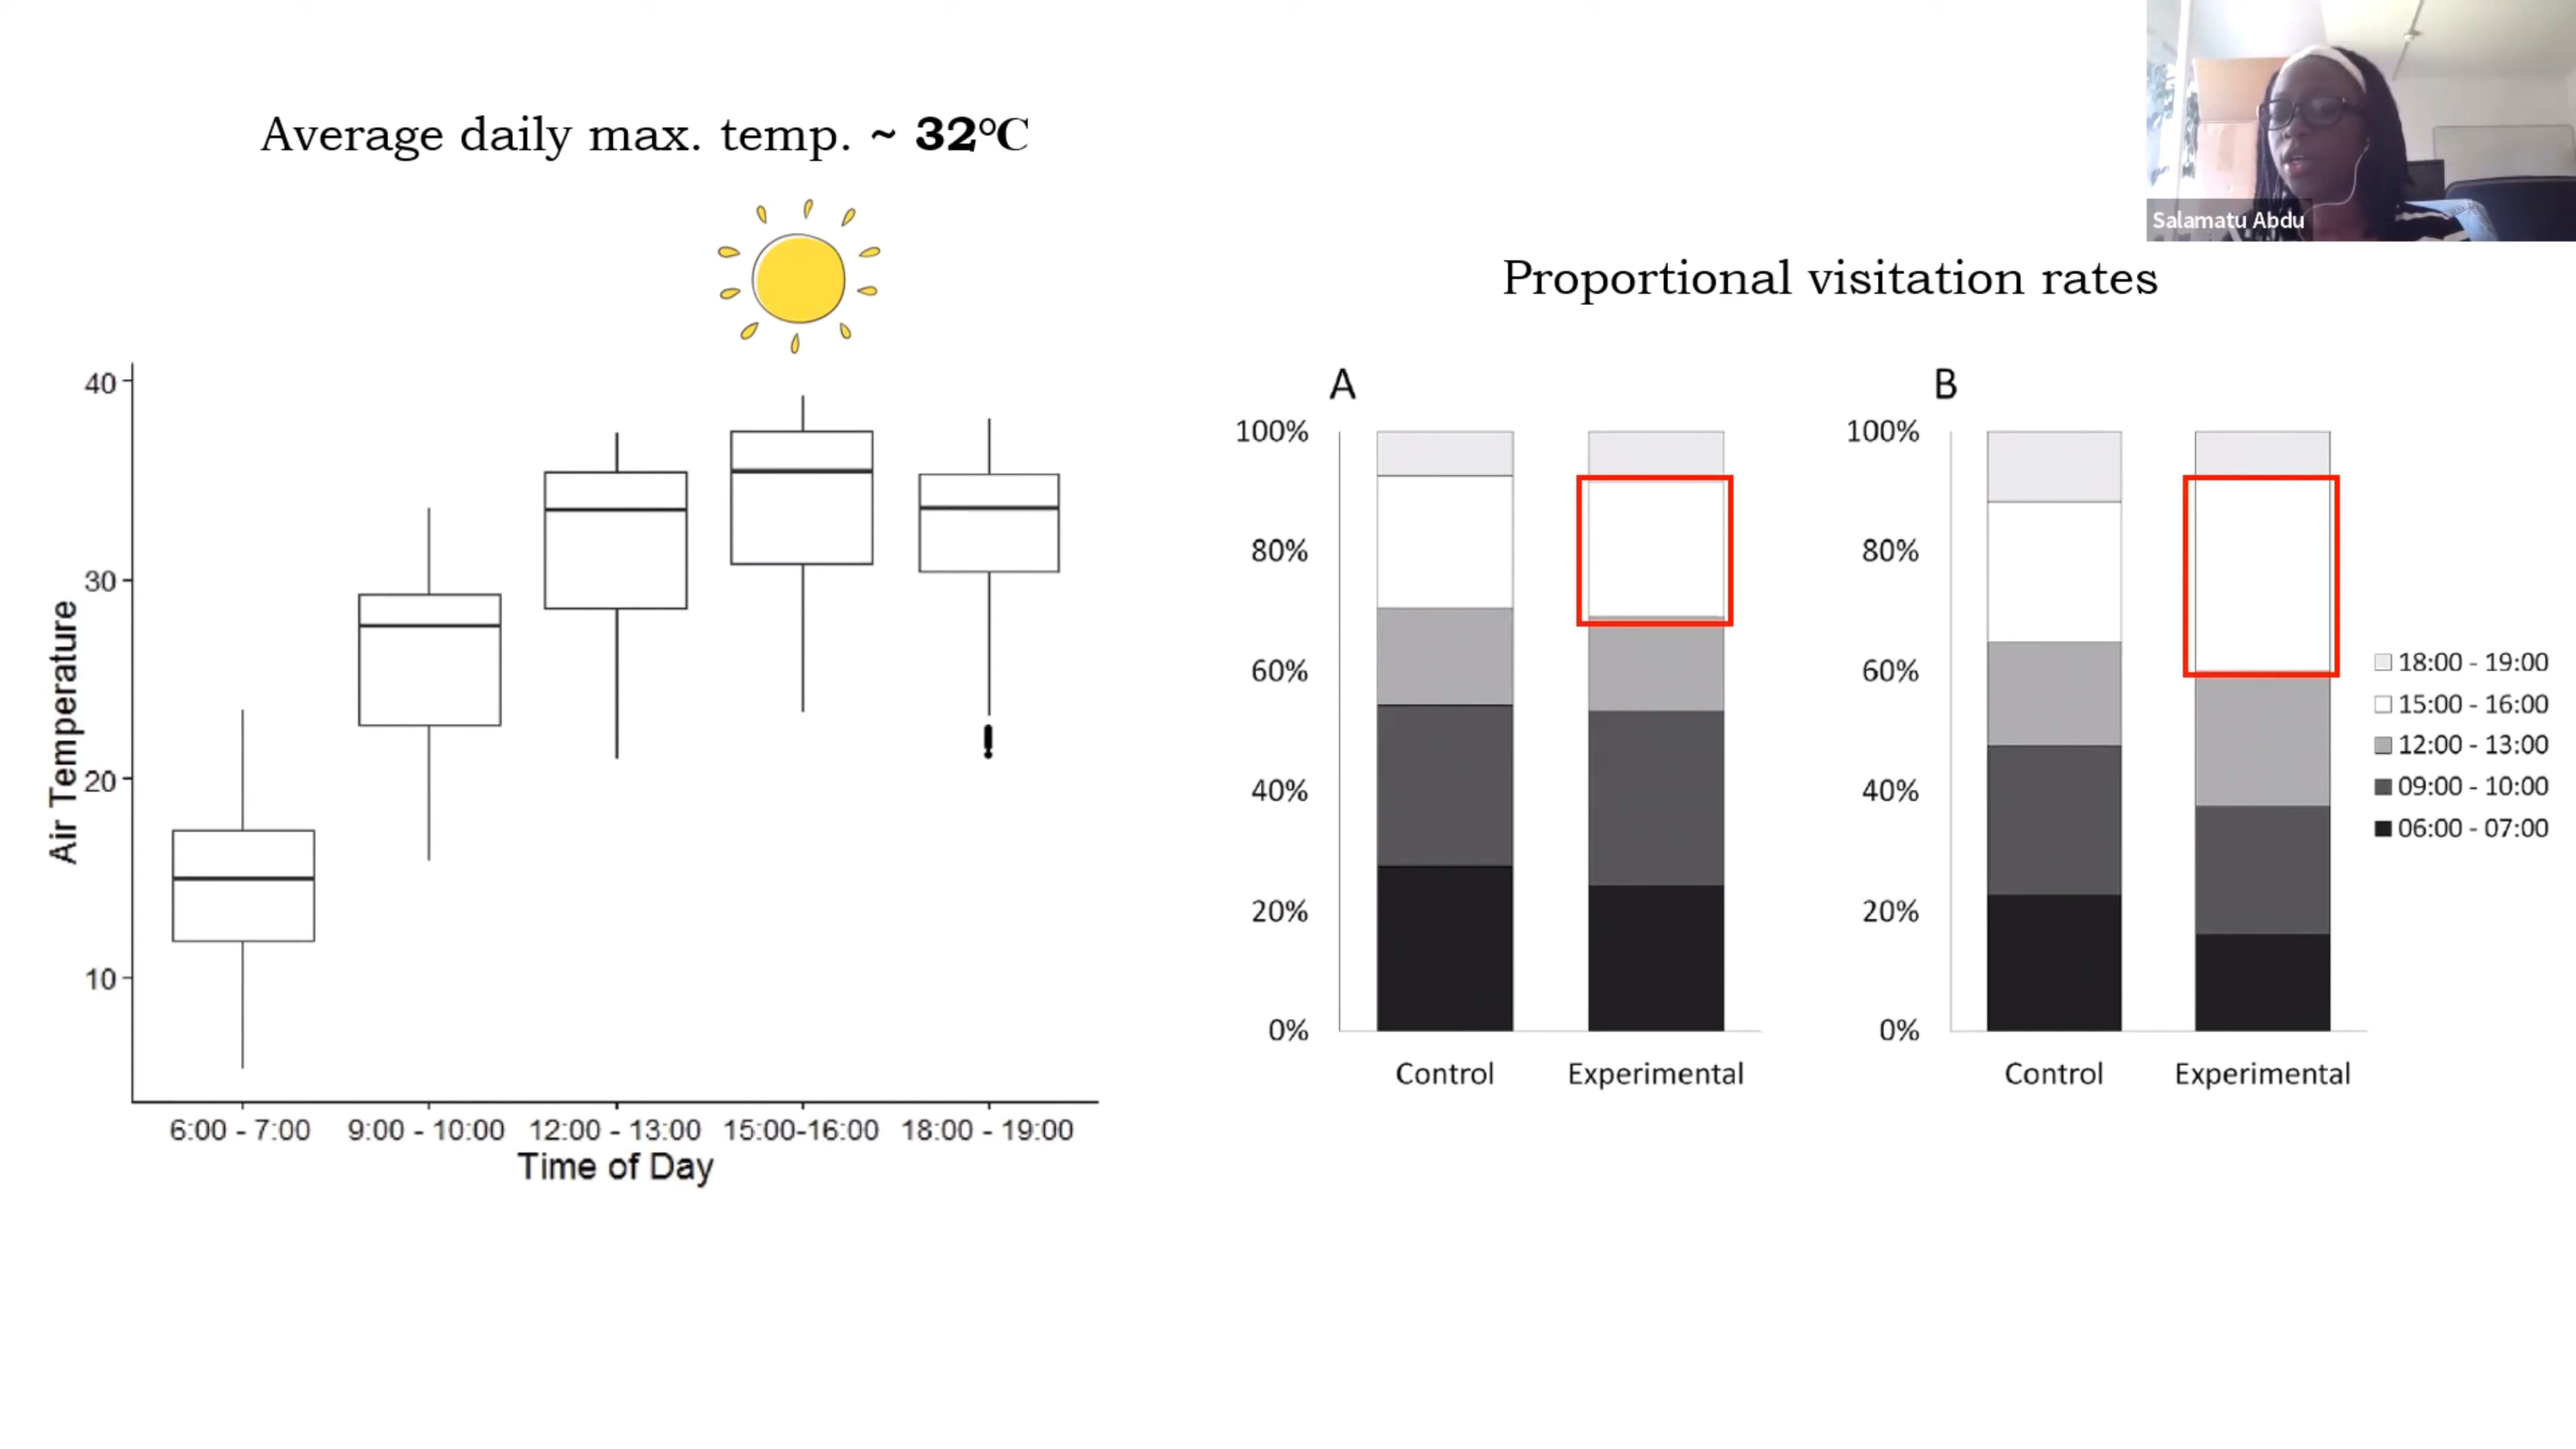 Average daily max. temp. ~ 32°C
Salamatu Abdu
Proportional visitation rates
Air Temperature
40
30
20
10
6:00 - 7:00
9:00 - 10:00
12:00 - 13:00
15:00-16:00
18:00 - 19:00
Time of Day
A
100%
80%
60%
40%
20%
0%
Control
Experimental
B
100%
80%
60%
40%
20%
0%
Control
Experimental
18:00 - 19:00
15:00 - 16:00
12:00 - 13:00
09:00 - 10:00
06:00 - 07:00